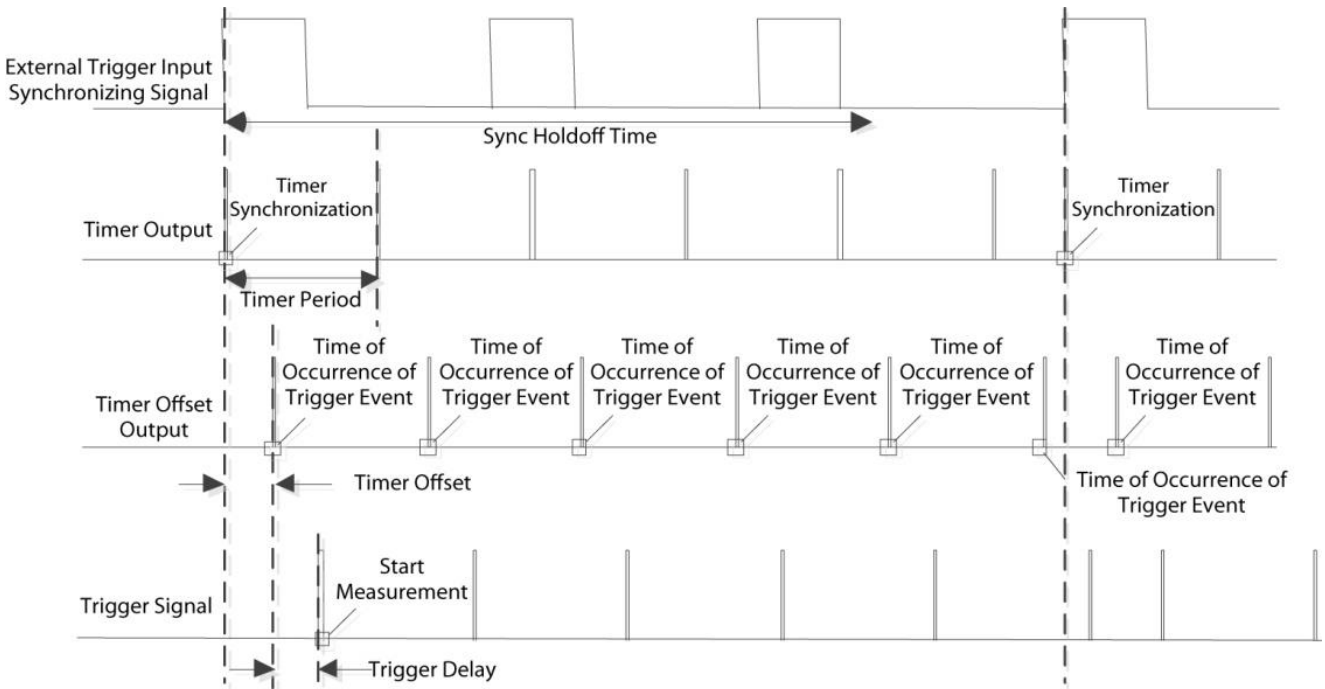 External Trigger Input
Synchronizing Signal
Sync Holdoff Time
Timer
Synchronization
Timer
Synchronization
Timer Output
Timer Period
Time of
Occurrence of
Trigger Event
Time of
Occurrence of
Trigger Event
Time of
Occurrence of
Trigger Event
Time of
Occurrence of
Trigger Event
Time of
Occurrence of
Trigger Event
Time of
Occurrence of
Trigger Event
Timer Offset
Output
Timer Offset
Time of Occurrence of
Trigger Event
Start
Measurement
Trigger Signal
Trigger Delay